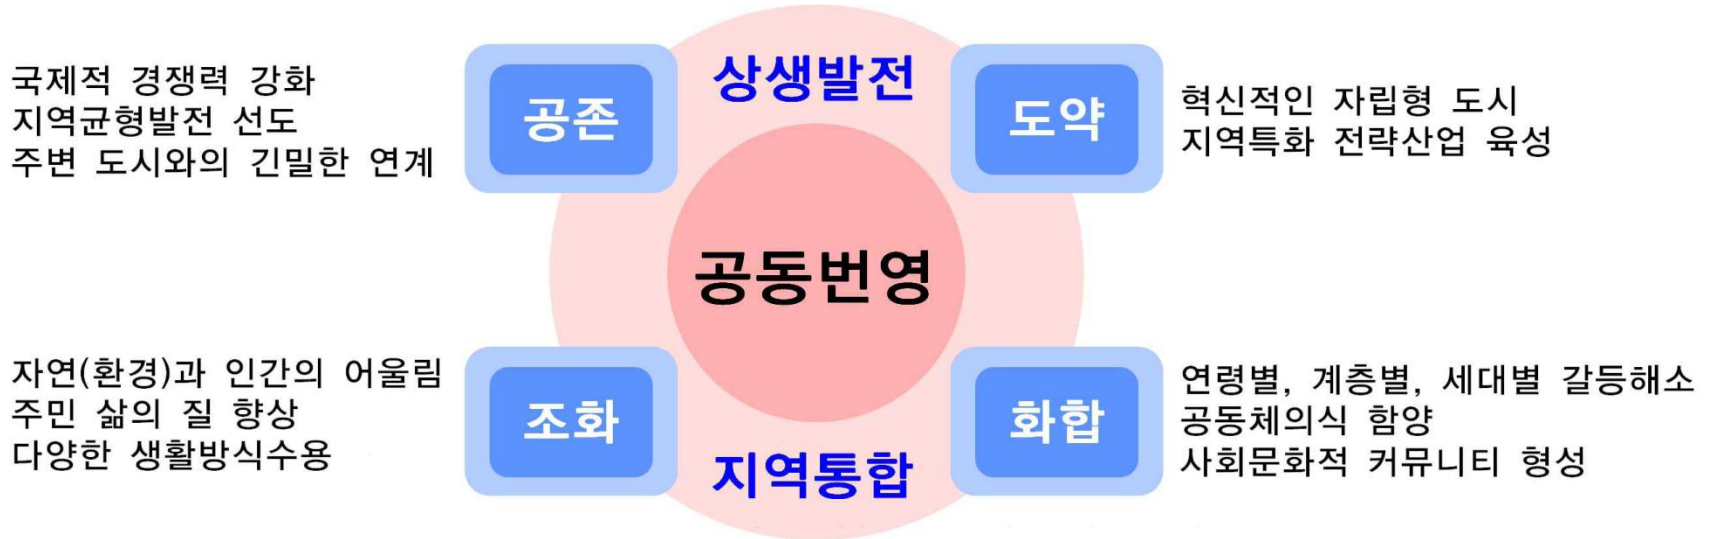 상생발전
국제적 경쟁력 강화
지역균형발전 선도
주변 도시와의 긴밀한 연계
공존
도약
혁신적인 자립형 도시
지역특화 전략산업 육성
공동번영
자연(환경)과 인간의 어울림
주민 삶의 질 향상
다양한 생활방식수용
조화
화합
연령별, 계층별, 세대별 갈등해소
공동체의식 함양
사회문화적 커뮤니티 형성
지역통합